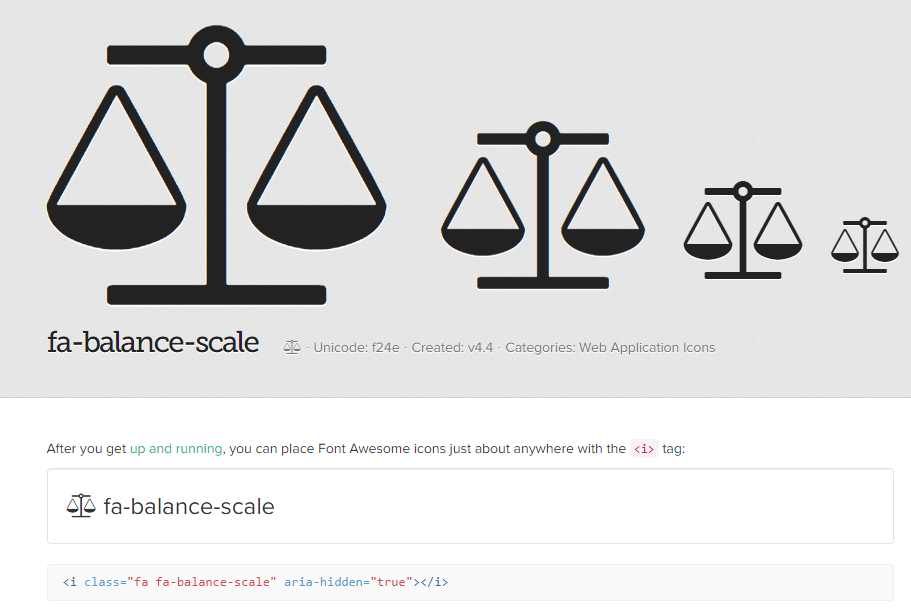 fa-balance-scale · Unicode: f24e · Created: v4.4 · Categories: Web Application Icons
After you get up and running, you can place Font Awesome icons just about anywhere with the <i> tag:
fa-balance-scale
<i class="fa fa-balance-scale" aria-hidden="true"></i>